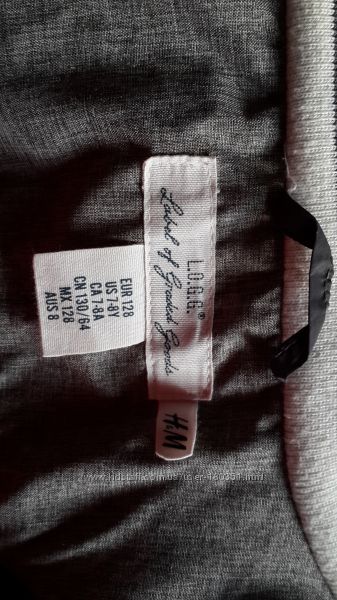 L.O.G.G.®
Label of Graded Goods
H&M
EUR 128
US 7-8Y
CA 7-8A
CN 130/64
MX 128
AUS 8